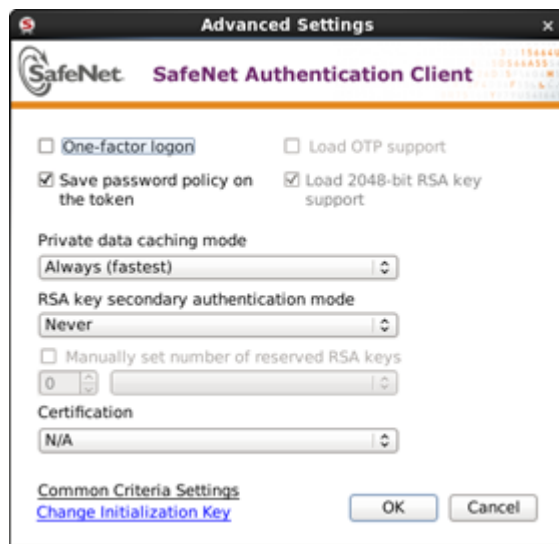 Advanced Settings
SafeNet
SafeNet Authentication Client
One-factor logon
Load OTP support
Save password policy on
the token
Load 2048-bit RSA key
support
Private data caching mode
Always (fastest)
RSA key secondary authentication mode
Never
Manually set number of reserved RSA keys
0
Certification
N/A
Common Criteria Settings
Change Initialization Key
OK
Cancel